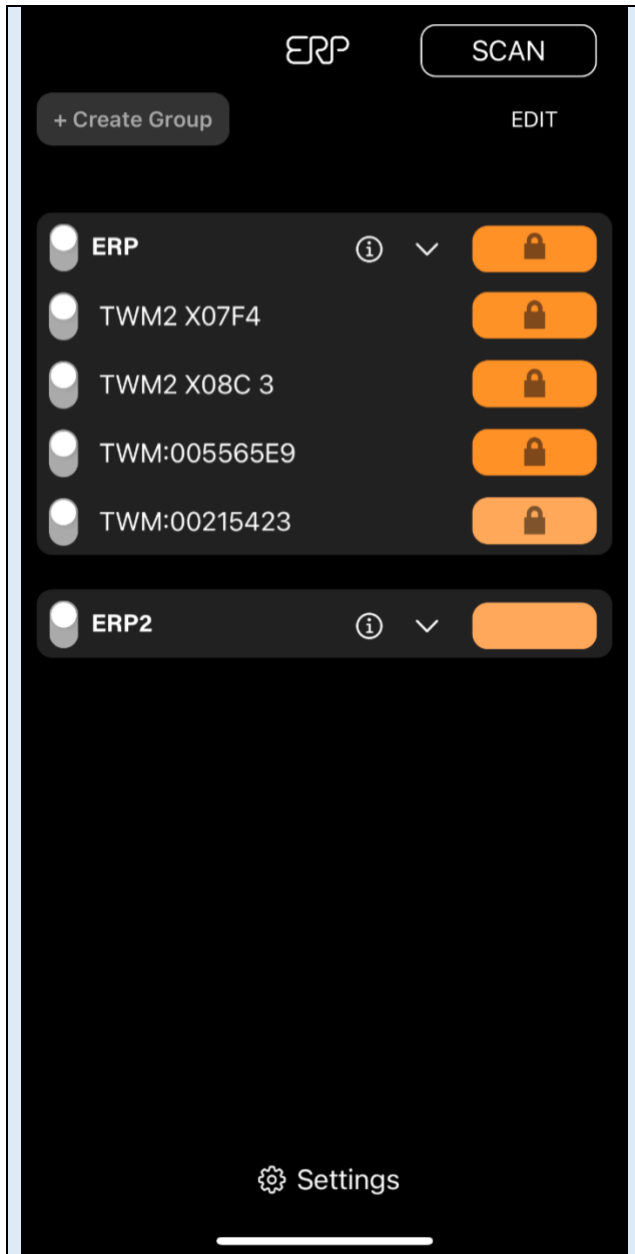 ERP SCAN
+ Create Group EDIT
ERP
TWM2 X07F4
TWM2 X08C 3
TWM:005565E9
TWM:00215423
ERP2
Settings